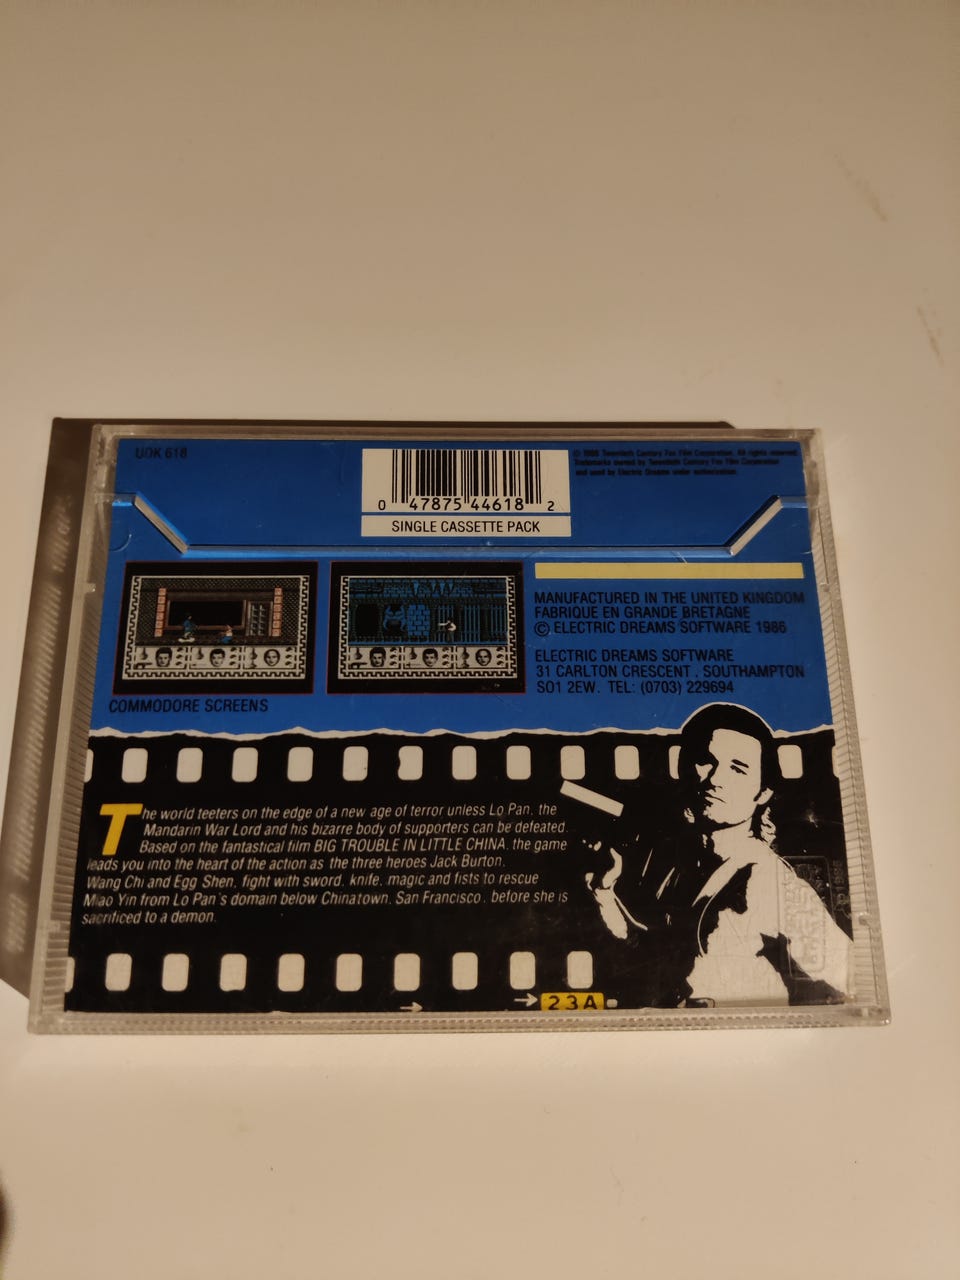 UDK 618
0 47875 44618 2
SINGLE CASSETTE PACK
(C) 1986 Twentieth Century Fox Film Corporation. All rights reserved.
Trademarks owned by Twentieth Century Fox Film Corporation
and used by Electric Dreams under authorization.
MANUFACTURED IN THE UNITED KINGDOM
FABRIQUE EN GRANDE BRETAGNE
© ELECTRIC DREAMS SOFTWARE 1986
ELECTRIC DREAMS SOFTWARE
31 CARLTON CRESCENT, SOUTHAMPTON
SO1 2EW. TEL: (0703) 229694
COMMODORE SCREENS
The world teeters on the edge of a new age of terror unless Lo Pan, the
Mandarin War Lord and his bizarre body of supporters can be defeated.
Based on the fantastical film BIG TROUBLE IN LITTLE CHINA, the game
leads you into the heart of the action as the three heroes Jack Burton,
Wang Chi and Egg Shen, fight with sword, knife, magic and fists to rescue
Miao Yin from Lo Pan's domain below Chinatown, San Francisco, before she is
sacrificed to a demon.
23A